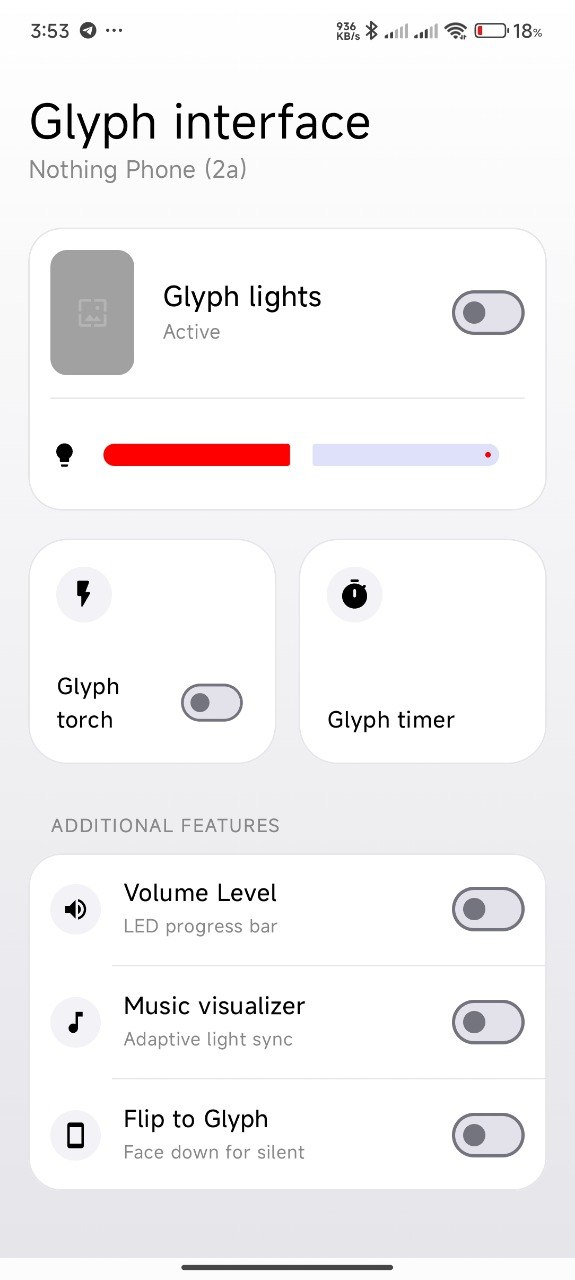 3:53 ... 936 KB/s 18%
Glyph interface
Nothing Phone (2a)
Glyph lights
Active
Glyph
torch
Glyph timer
ADDITIONAL FEATURES
Volume Level
LED progress bar
Music visualizer
Adaptive light sync
Flip to Glyph
Face down for silent